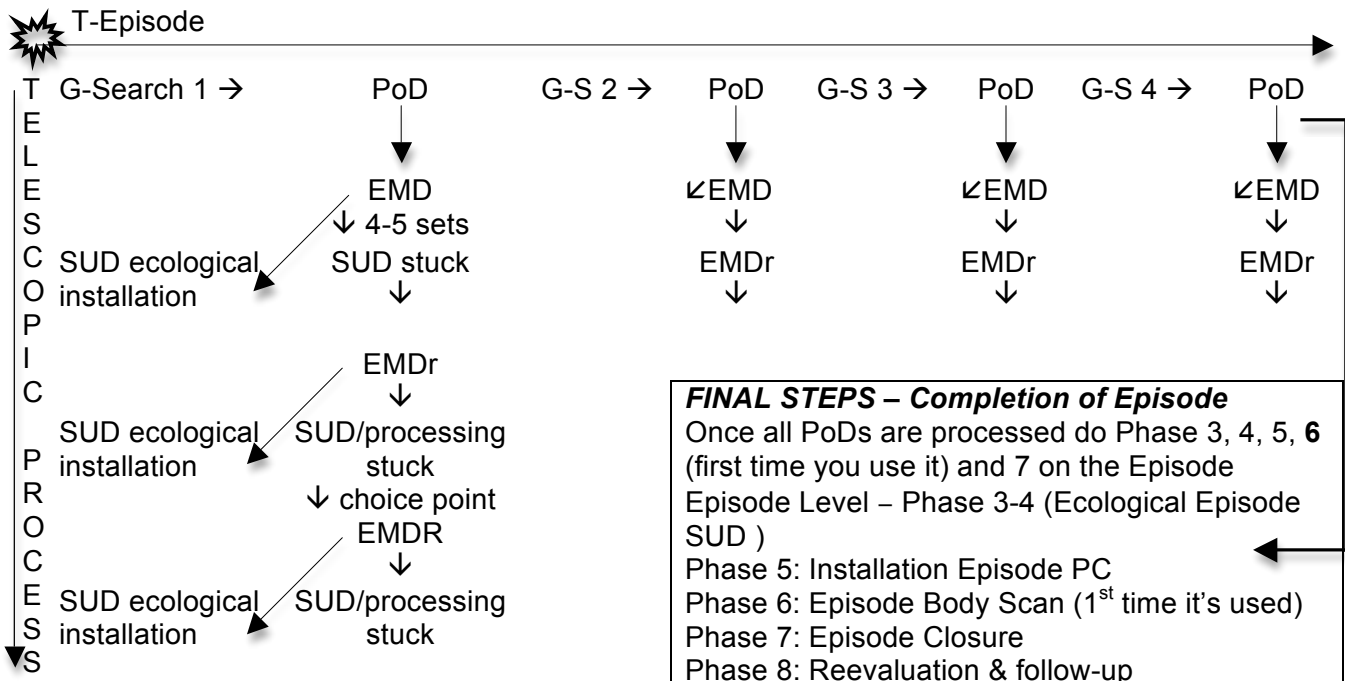 T-Episode
TELESCOPIC PROCESS
G-Search 1 → PoD G-S 2 → PoD G-S 3 → PoD G-S 4 → PoD
EMD ↙EMD ↙EMD ↙EMD
↓ 4-5 sets ↓ ↓ ↓
SUD ecological installation
SUD stuck EMDr EMDr EMDr
↓ ↓ ↓ ↓
EMDr
↓
SUD ecological installation
SUD/processing
stuck
↓ choice point
EMDR
↓
SUD ecological installation
SUD/processing
stuck
FINAL STEPS – Completion of Episode
Once all PoDs are processed do Phase 3, 4, 5, 6
(first time you use it) and 7 on the Episode
Episode Level – Phase 3-4 (Ecological Episode
SUD )
Phase 5: Installation Episode PC
Phase 6: Episode Body Scan (1st time it's used)
Phase 7: Episode Closure
Phase 8: Reevaluation & follow-up